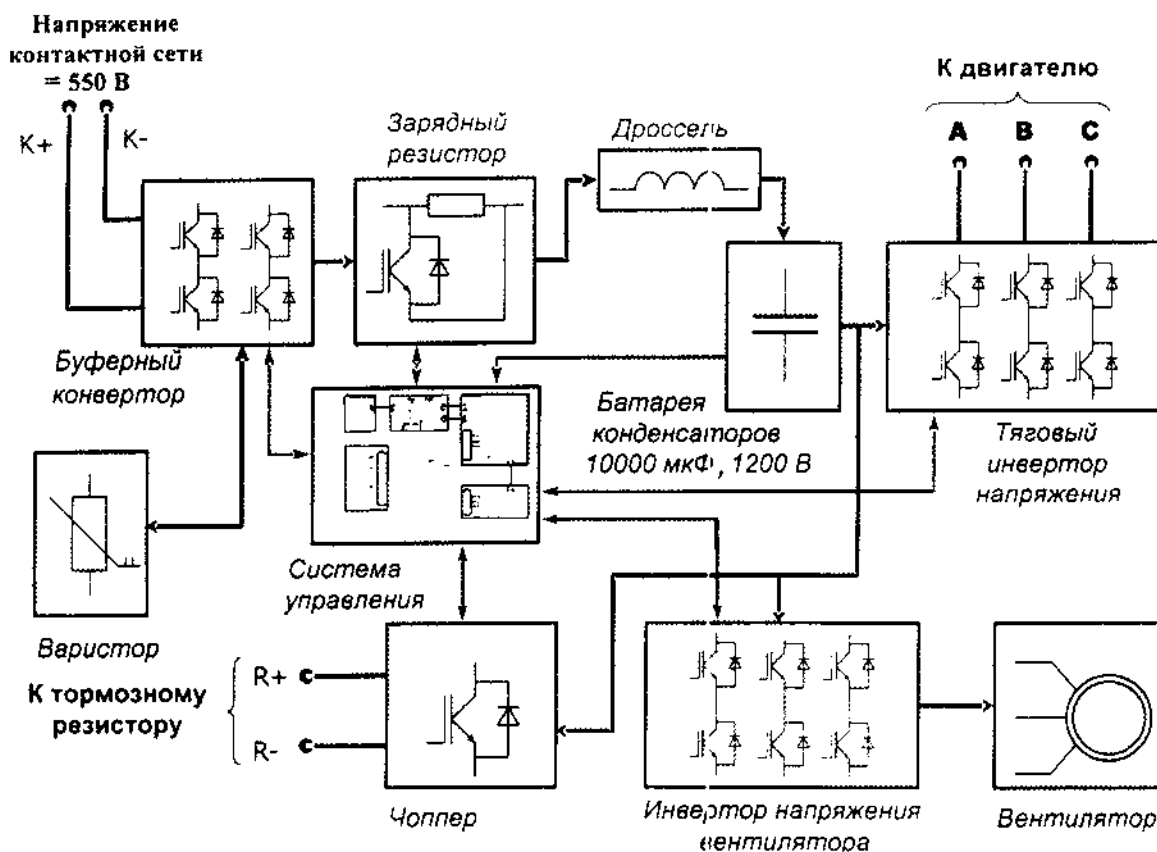 Напряжение
контактной сети
= 550 В
К+
К-
Зарядный
резистор
Дроссель
К двигателю
А
В
С
Буферный
конвертор
Батарея
конденсаторов
10000 мкФ, 1200 В
Тяговый
инвертор
напряжения
Система
управления
Варистор
К тормозному
резистору
R+
R-
Чоппер
Инвертор напряжения
вентилятора
Вентилятор